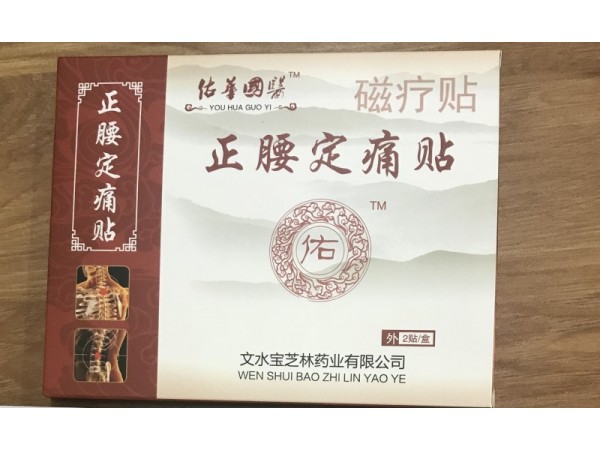 正腰定痛贴
佑華國醫™
YOU HUA GUO YI
磁疗贴
正腰定痛贴
TM
佑
外 2贴/盒
文水宝芝林药业有限公司
WEN SHUI BAO ZHI LIN YAO YE